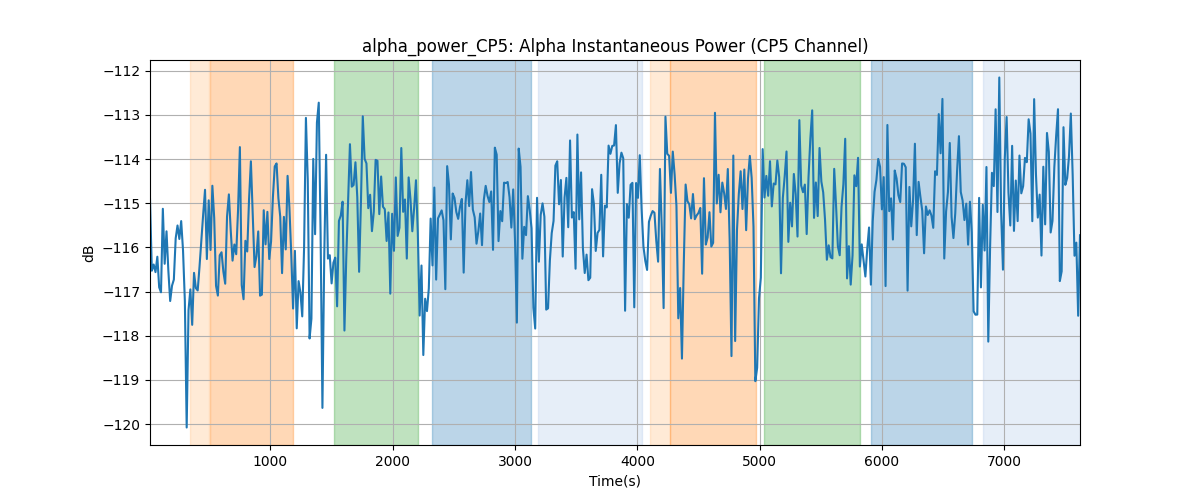 alpha_power_CP5: Alpha Instantaneous Power (CP5 Channel)
−112
−113
−114
−115
−116
−117
−118
−119
−120
dB
1000 2000 3000 4000 5000 6000 7000
Time(s)